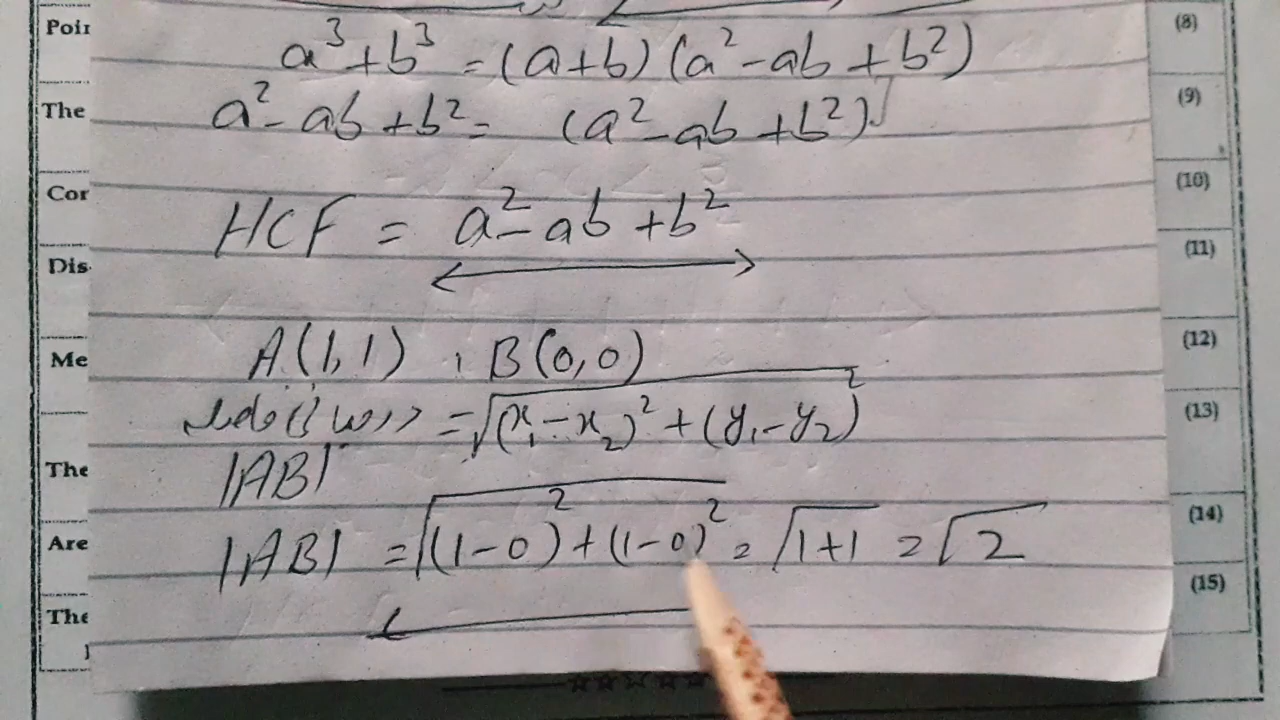 Poin
(8)
a³ + b³ = (a+b) (a² - ab + b²)
The
(9)
a² - ab + b² = (a² - ab + b²)
Cor
(10)
HCF = a² - ab + b²
Dis
(11)
A(1,1) , B(0,0)
Me
(12)
= √(x₁ - x₂)² + (y₁ - y₂)²
(13)
|AB|
The
|AB| = √(1-0)² + (1-0)² = √1+1 = √2
(14)
Are
(15)
The